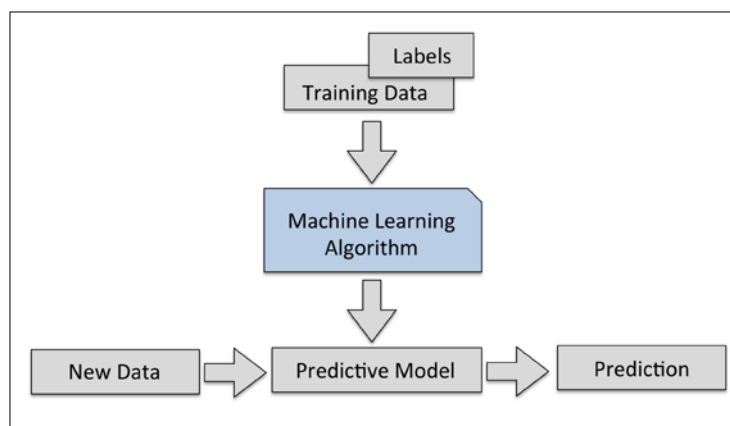 Labels
Training Data
Machine Learning
Algorithm
New Data
Predictive Model
Prediction